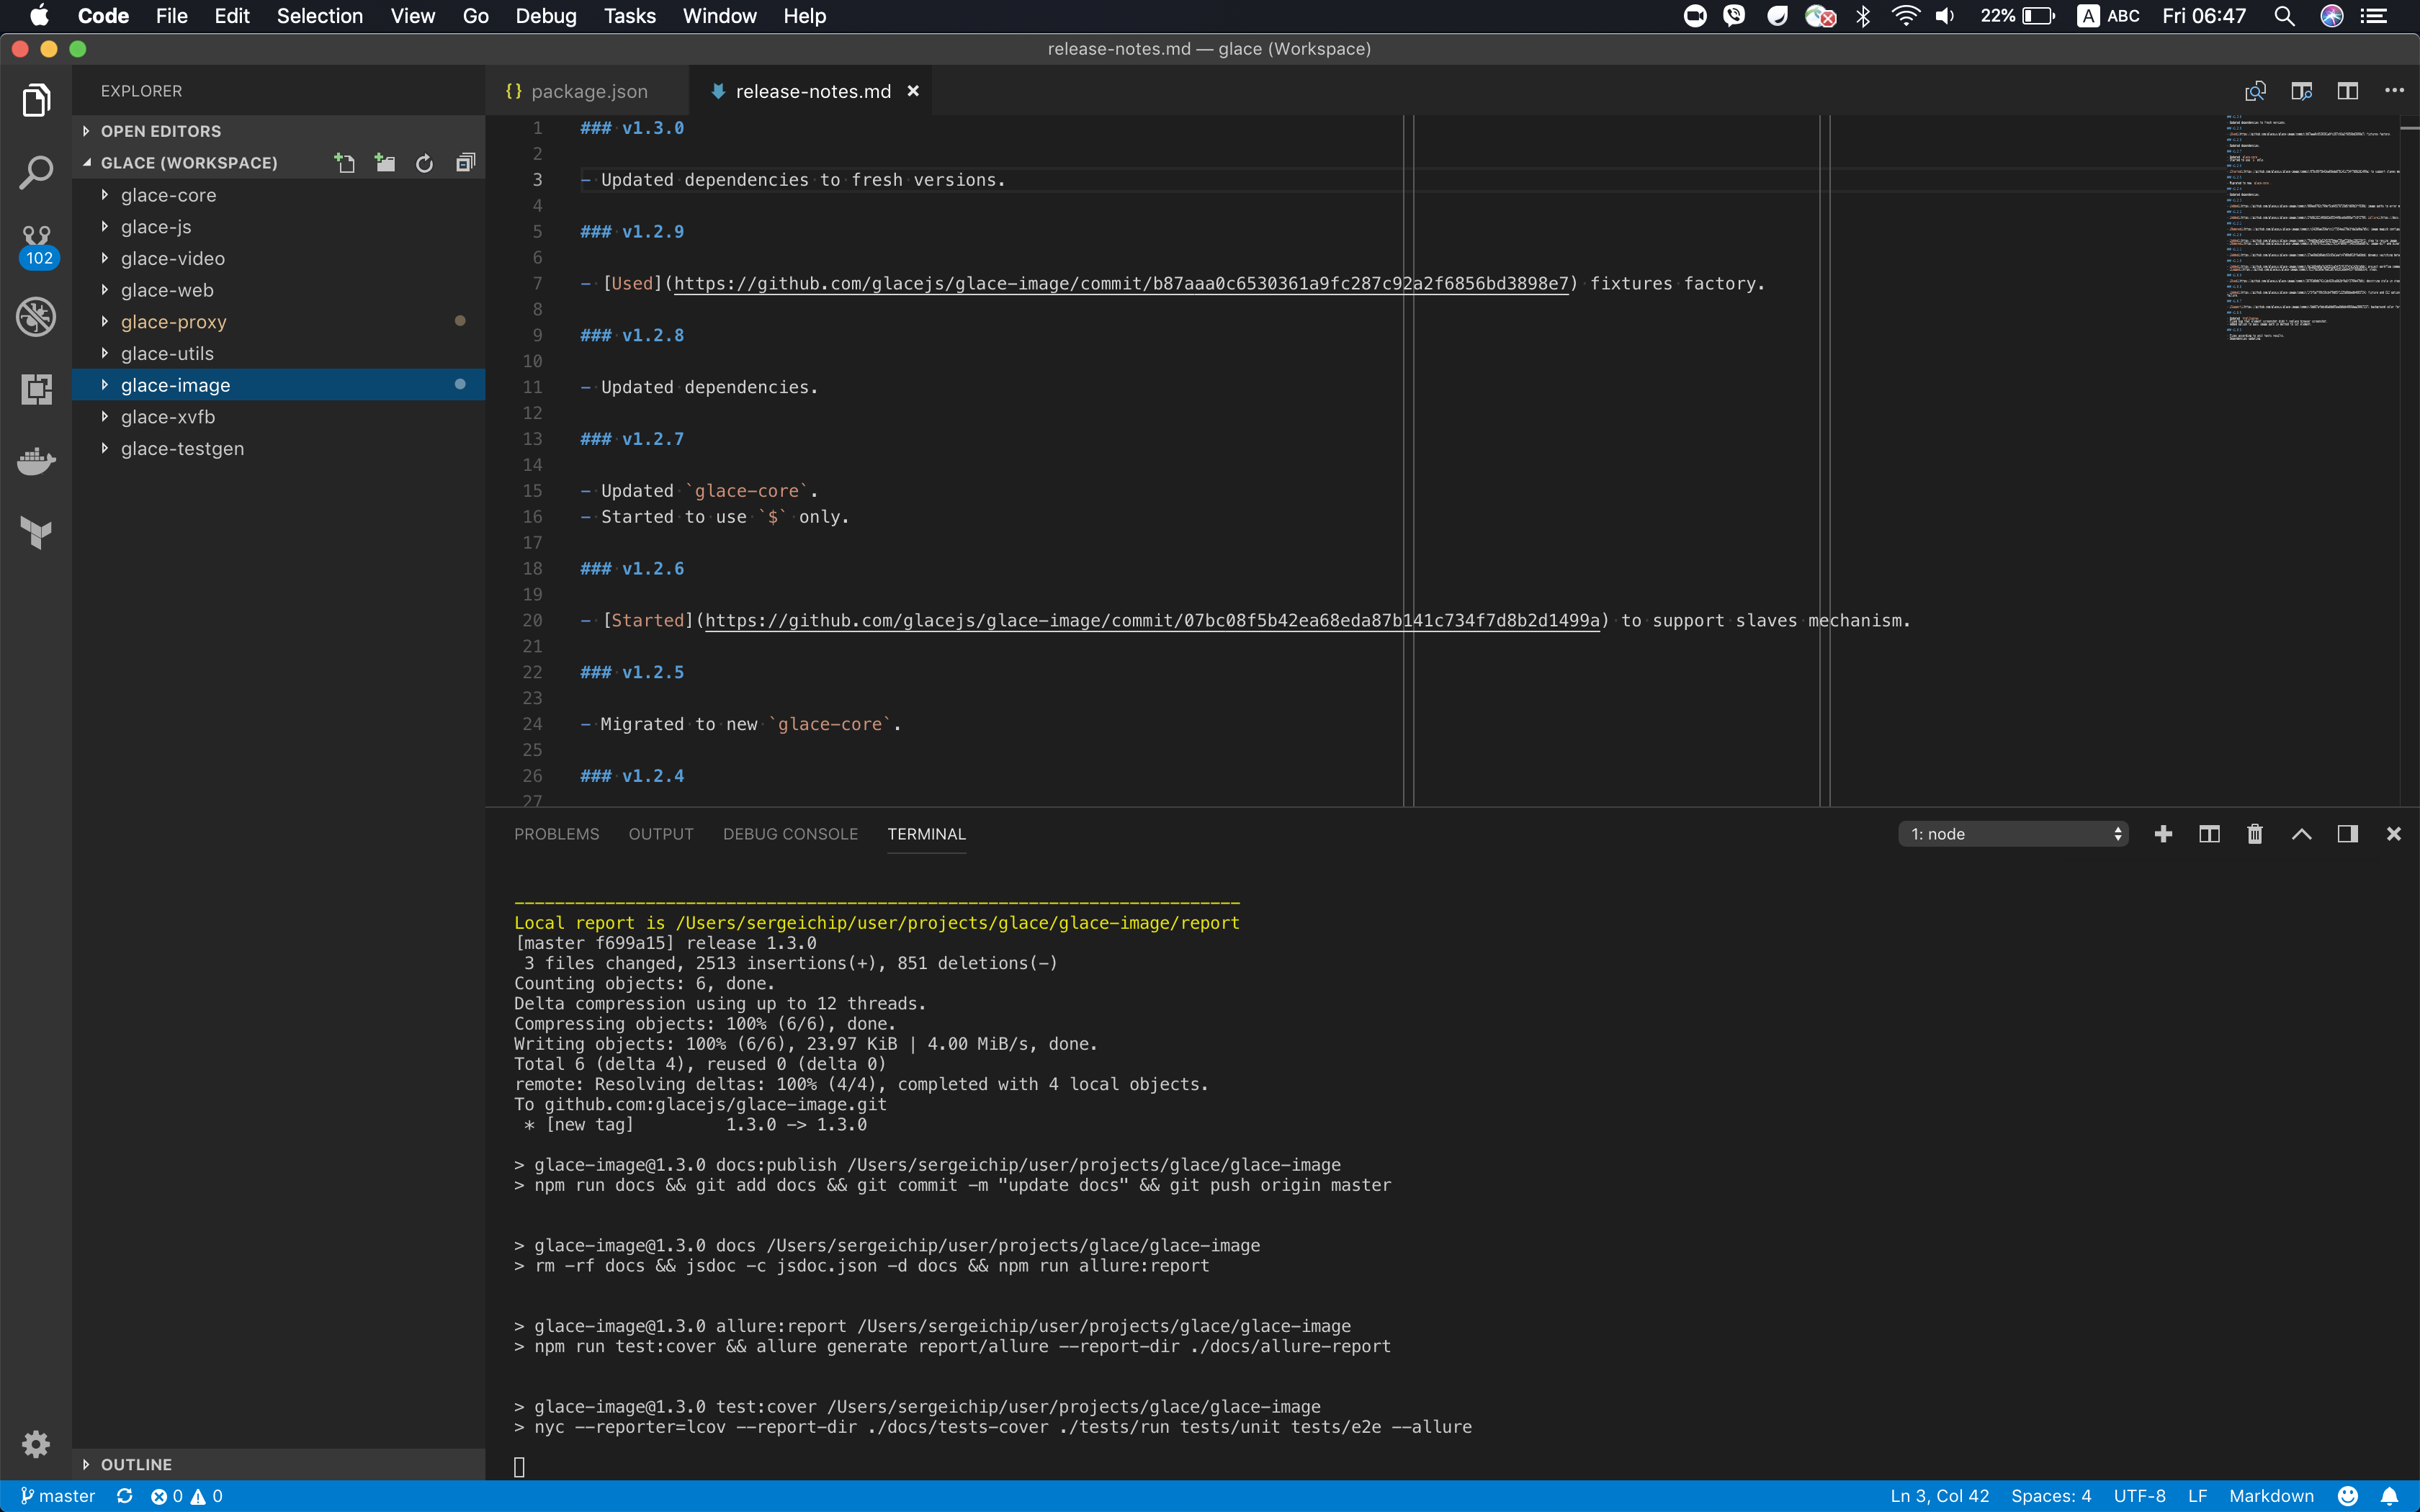 Code File Edit Selection View Go Debug Tasks Window Help
22% A ABC Fri 06:47
release-notes.md — glace (Workspace)
EXPLORER
OPEN EDITORS
GLACE (WORKSPACE)
glace-core
glace-js
glace-video
glace-web
glace-proxy
glace-utils
glace-image
glace-xvfb
glace-testgen
OUTLINE
102
{} package.json release-notes.md ×
1 ### v1.3.0
2
3 - Updated dependencies to fresh versions.
4
5 ### v1.2.9
6
7 - [Used](https://github.com/glacejs/glace-image/commit/b87aaa0c6530361a9fc287c92a2f6856bd3898e7) fixtures factory.
8
9 ### v1.2.8
10
11 - Updated dependencies.
12
13 ### v1.2.7
14
15 - Updated `glace-core`.
16 - Started to use `$` only.
17
18 ### v1.2.6
19
20 - [Started](https://github.com/glacejs/glace-image/commit/07bc08f5b42ea68eda87b141c734f7d8b2d1499a) to support slaves mechanism.
21
22 ### v1.2.5
23
24 - Migrated to new `glace-core`.
25
26 ### v1.2.4
27
PROBLEMS OUTPUT DEBUG CONSOLE TERMINAL
1: node
Local report is /Users/sergeichip/user/projects/glace/glace-image/report
[master f699a15] release 1.3.0
3 files changed, 2513 insertions(+), 851 deletions(-)
Counting objects: 6, done.
Delta compression using up to 12 threads.
Compressing objects: 100% (6/6), done.
Writing objects: 100% (6/6), 23.97 KiB | 4.00 MiB/s, done.
Total 6 (delta 4), reused 0 (delta 0)
remote: Resolving deltas: 100% (4/4), completed with 4 local objects.
To github.com:glacejs/glace-image.git
* [new tag] 1.3.0 -> 1.3.0
> glace-image@1.3.0 docs:publish /Users/sergeichip/user/projects/glace/glace-image
> npm run docs && git add docs && git commit -m "update docs" && git push origin master
> glace-image@1.3.0 docs /Users/sergeichip/user/projects/glace/glace-image
> rm -rf docs && jsdoc -c jsdoc.json -d docs && npm run allure:report
> glace-image@1.3.0 allure:report /Users/sergeichip/user/projects/glace/glace-image
> npm run test:cover && allure generate report/allure --report-dir ./docs/allure-report
> glace-image@1.3.0 test:cover /Users/sergeichip/user/projects/glace/glace-image
> nyc --reporter=lcov --report-dir ./docs/tests-cover ./tests/run tests/unit tests/e2e --allure
master 0 0
Ln 3, Col 42 Spaces: 4 UTF-8 LF Markdown